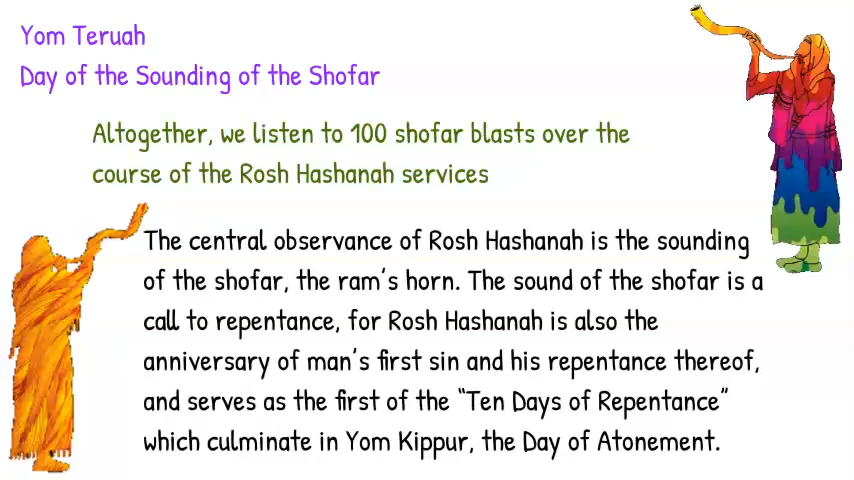 Yom Teruah
Day of the Sounding of the Shofar
Altogether, we listen to 100 shofar blasts over the
course of the Rosh Hashanah services
The central observance of Rosh Hashanah is the sounding
of the shofar, the ram's horn. The sound of the shofar is a
call to repentance, for Rosh Hashanah is also the
anniversary of man's first sin and his repentance thereof,
and serves as the first of the “Ten Days of Repentance”
which culminate in Yom Kippur, the Day of Atonement.